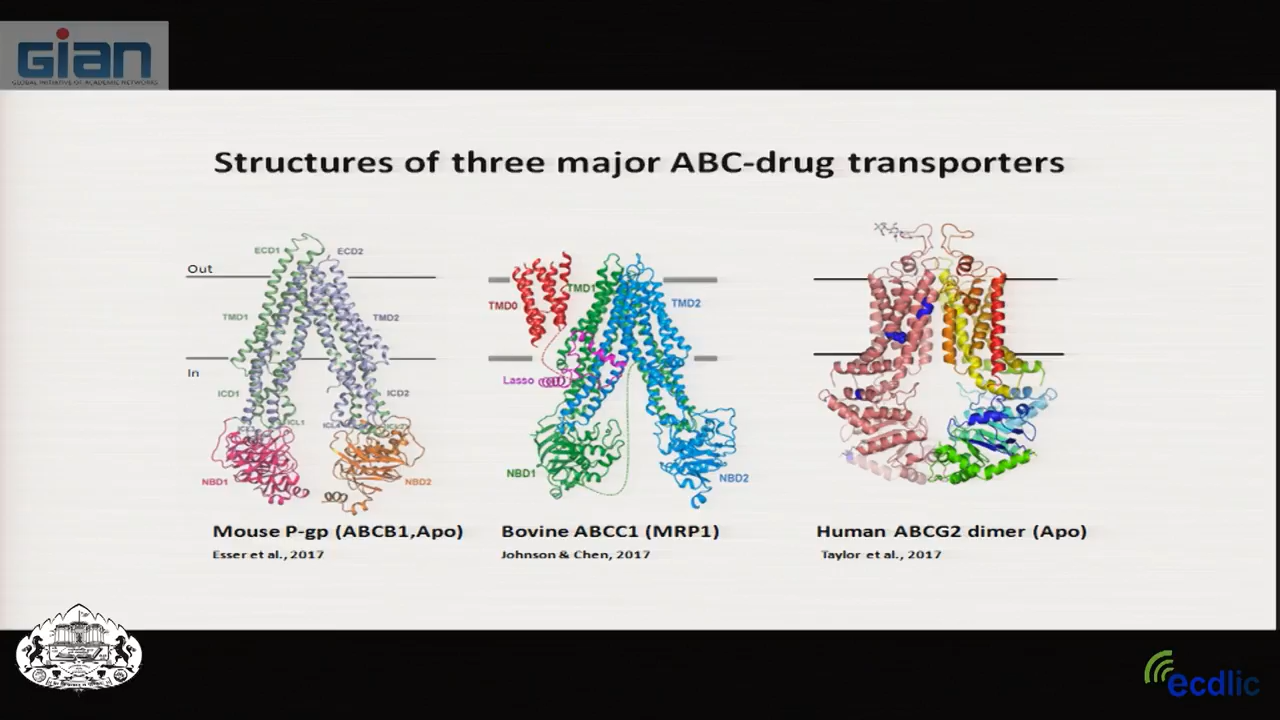 GIAN
GLOBAL INITIATIVE OF ACADEMIC NETWORKS
Structures of three major ABC-drug transporters
ECD1
ECD2
Out
TMD1
TMD2
In
ICD1
ICD2
ICL1
NBD1
NBD2
Mouse P-gp (ABCB1,Apo)
Esser et al., 2017
TMD0
TMD1
TMD2
Lasso
NBD1
NBD2
Bovine ABCC1 (MRP1)
Johnson & Chen, 2017
Human ABCG2 dimer (Apo)
Taylor et al., 2017
ecdlic